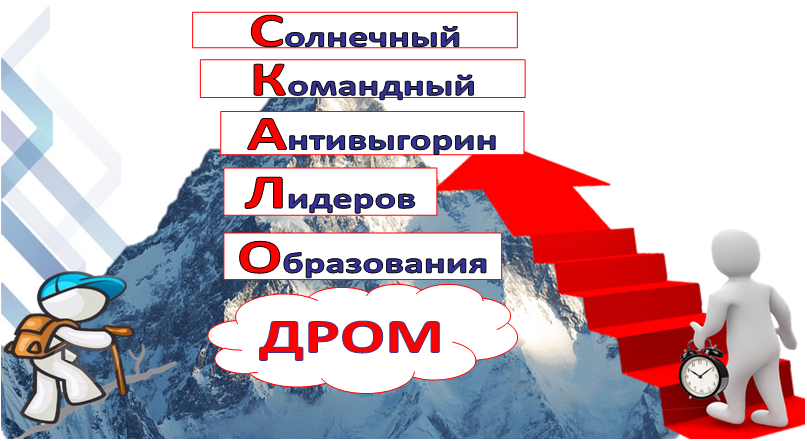 Солнечный
Командный
Антивыгорин
Лидеров
Образования
ДРОМ